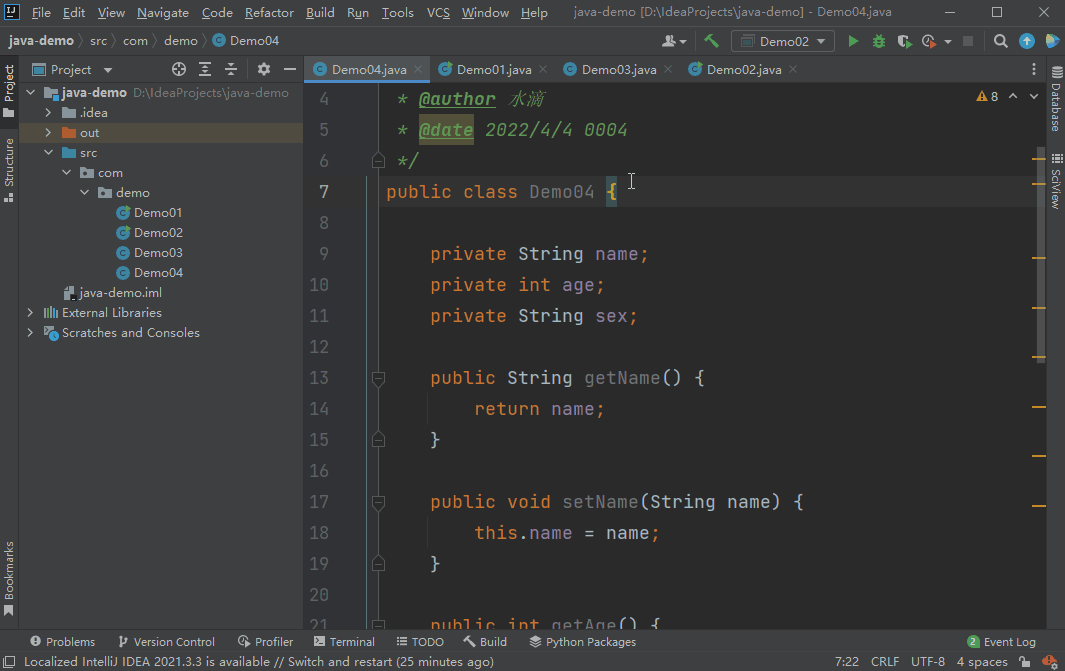 File Edit View Navigate Code Refactor Build Run Tools VCS Window Help java-demo [D:\IdeaProjects\java-demo] - Demo04.java
java-demo src com demo Demo04 Demo02
Project
Demo04.java Demo01.java Demo03.java Demo02.java
Project
Structure
Bookmarks
java-demo D:\IdeaProjects\java-demo
.idea
out
src
com
demo
Demo01
Demo02
Demo03
Demo04
java-demo.iml
External Libraries
Scratches and Consoles
4 * @author 水滴
5 * @date 2022/4/4 0004
6 */
7 public class Demo04 {
8
9 private String name;
10 private int age;
11 private String sex;
12
13 public String getName() {
14 return name;
15 }
16
17 public void setName(String name) {
18 this.name = name;
19 }
20
21 public int getAge() {
8
Database
SciView
Problems Version Control Profiler Terminal TODO Build Python Packages 2 Event Log
Localized IntelliJ IDEA 2021.3.3 is available // Switch and restart (25 minutes ago) 7:22 CRLF UTF-8 4 spaces